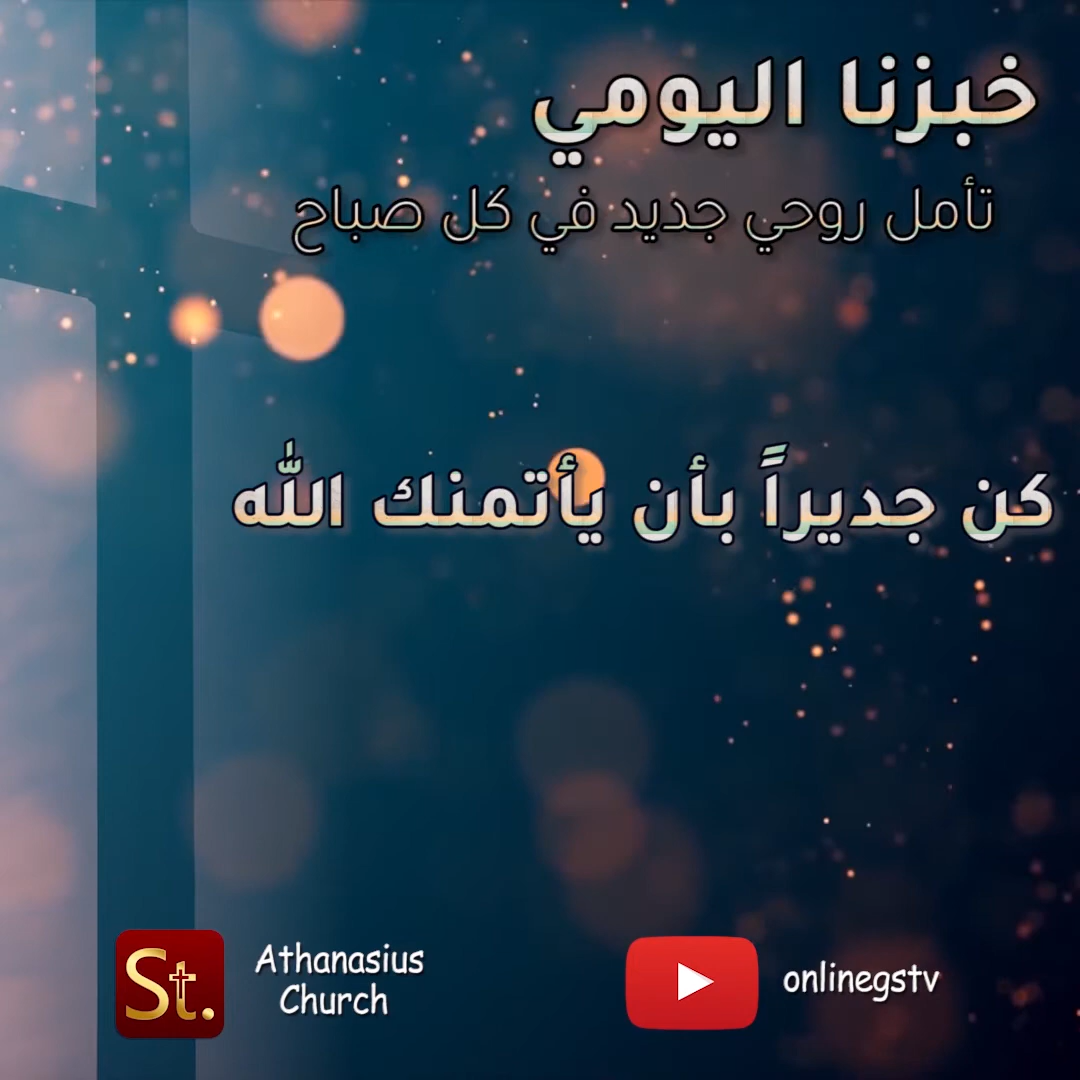 خبزنا اليومي
تأمل روحي جديد في كل صباح
كن جديراً بأن يأتمنك الله
St.
Athanasius
Church
onlinegstv